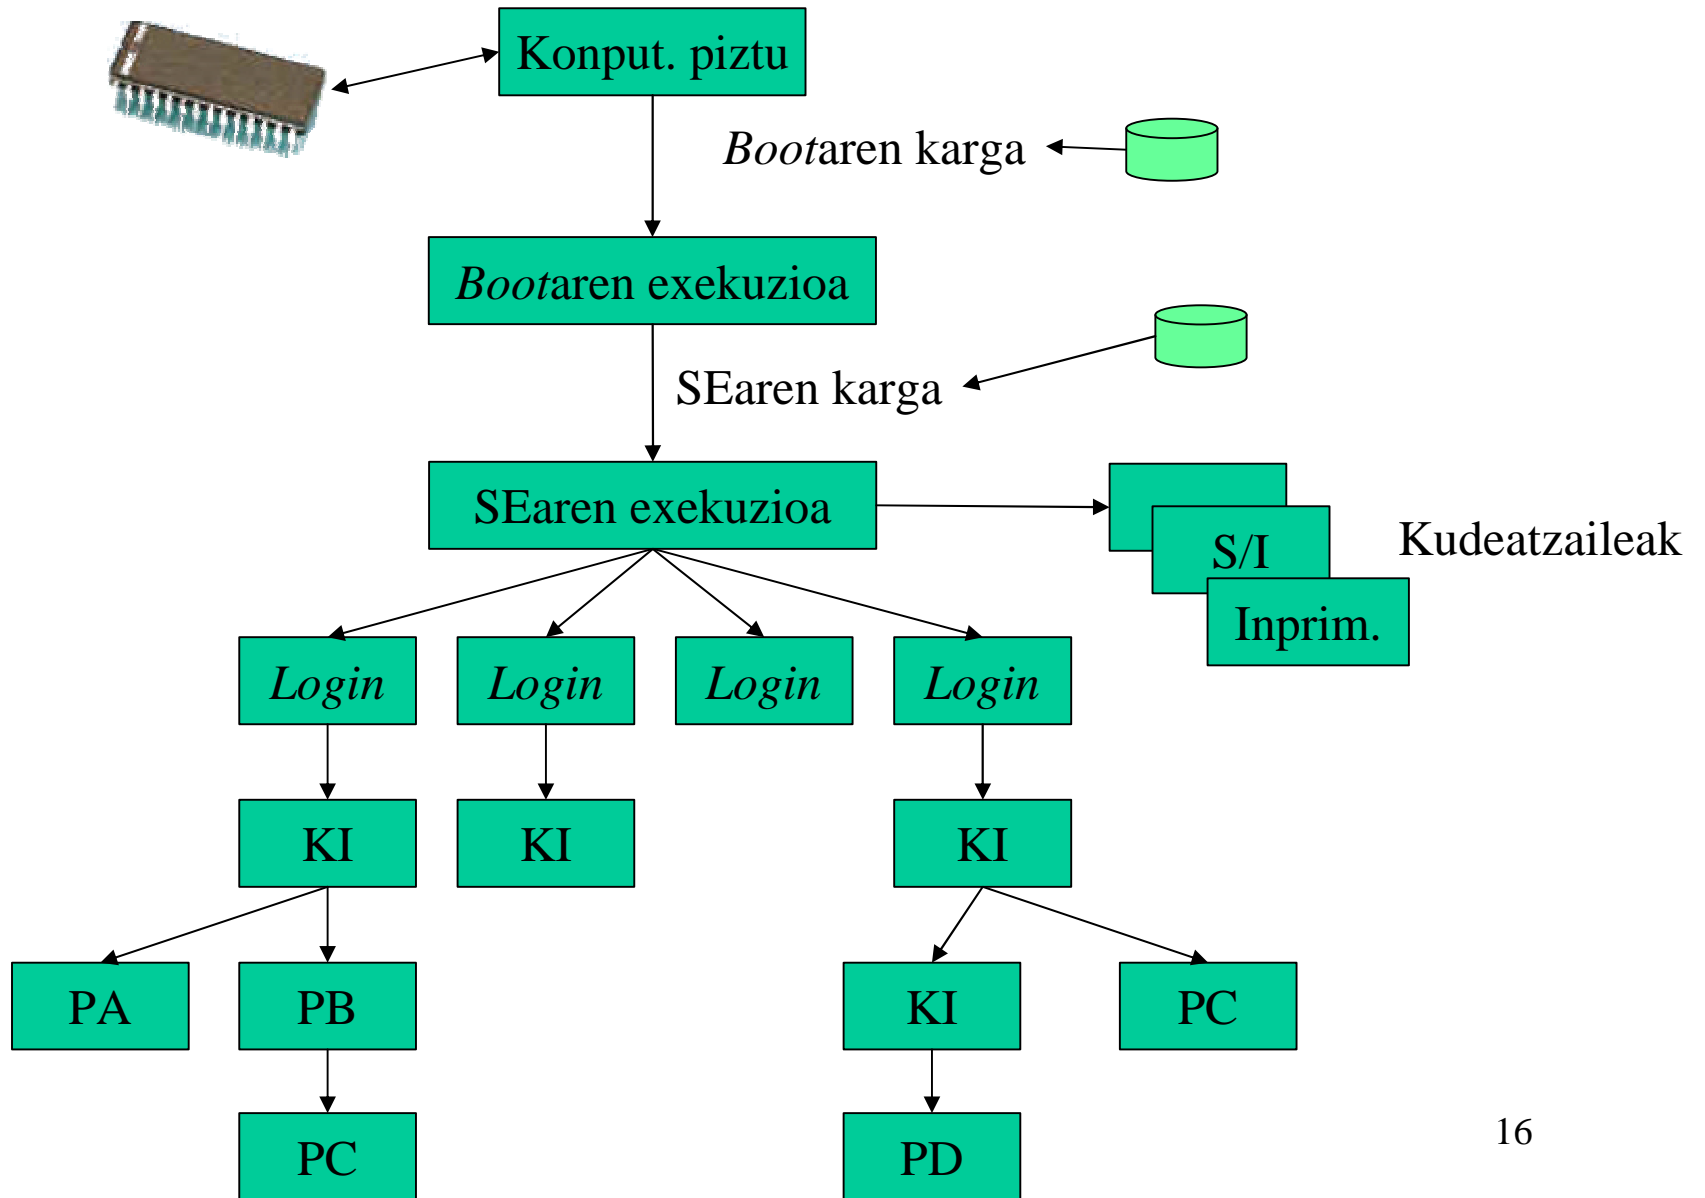 Konput. piztu
Bootaren karga
Bootaren exekuzioa
SEaren karga
SEaren exekuzioa
Kudeatzaileak
S/I
Inprim.
Login
Login
Login
Login
KI
KI
KI
PA
PB
KI
PC
PC
PD
16